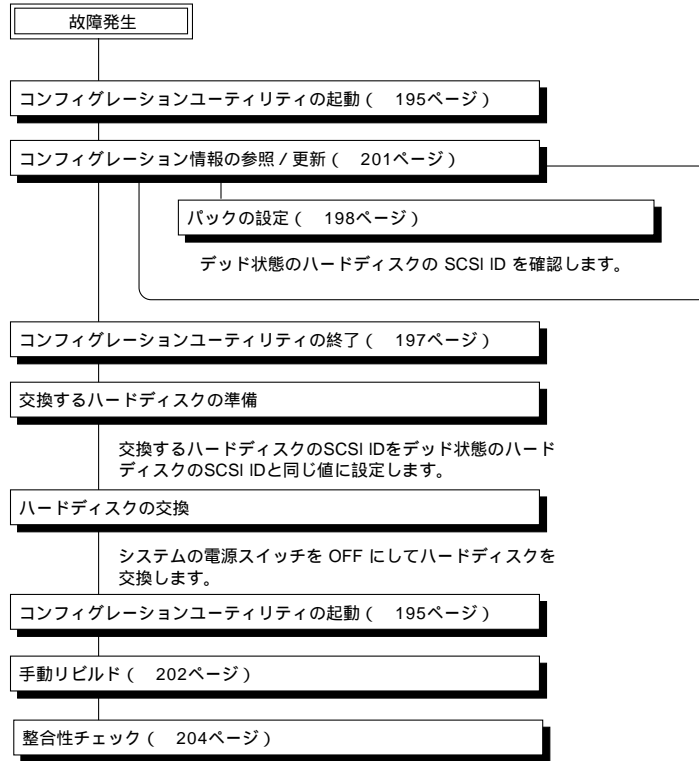 故障発生
コンフィグレーションユーティリティの起動（　195ページ）
コンフィグレーション情報の参照／更新（　201ページ）
パックの設定（　198ページ）
デッド状態のハードディスクの SCSI ID を確認します。
コンフィグレーションユーティリティの終了（　197ページ）
交換するハードディスクの準備
交換するハードディスクのSCSI IDをデッド状態のハード
ディスクのSCSI IDと同じ値に設定します。
ハードディスクの交換
システムの電源スイッチを OFF にしてハードディスクを
交換します。
コンフィグレーションユーティリティの起動（　195ページ）
手動リビルド（　202ページ）
整合性チェック（　204ページ）